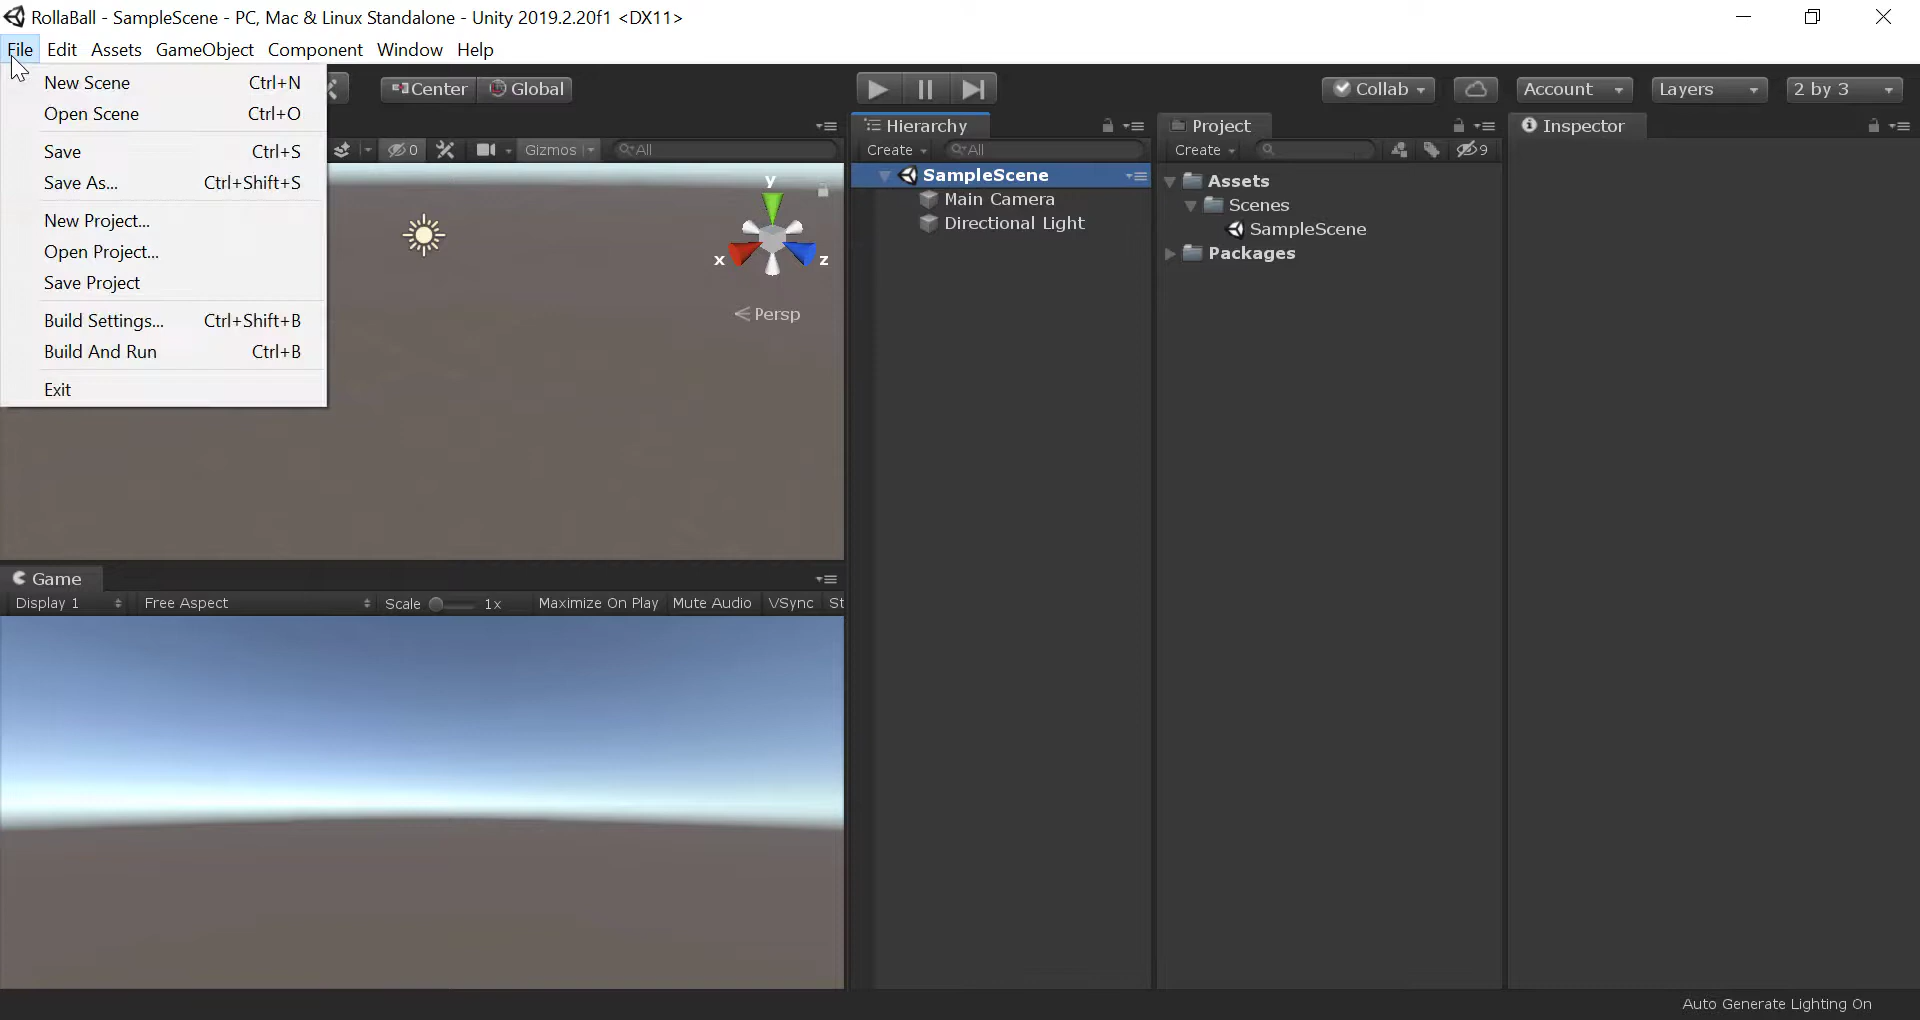 RollaBall - SampleScene - PC, Mac & Linux Standalone - Unity 2019.2.20f1 <DX11>
File Edit Assets GameObject Component Window Help
New Scene Ctrl+N
Open Scene Ctrl+O
Save Ctrl+S
Save As... Ctrl+Shift+S
New Project...
Open Project...
Save Project
Build Settings... Ctrl+Shift+B
Build And Run Ctrl+B
Exit
Center Global
Collab Account Layers 2 by 3
0 Gizmos All
y
x z
Persp
Hierarchy
Create All
SampleScene
Main Camera
Directional Light
Project
Create 9
Assets
Scenes
SampleScene
Packages
Inspector
Game
Display 1 Free Aspect Scale 1x Maximize On Play Mute Audio VSync St
Auto Generate Lighting On